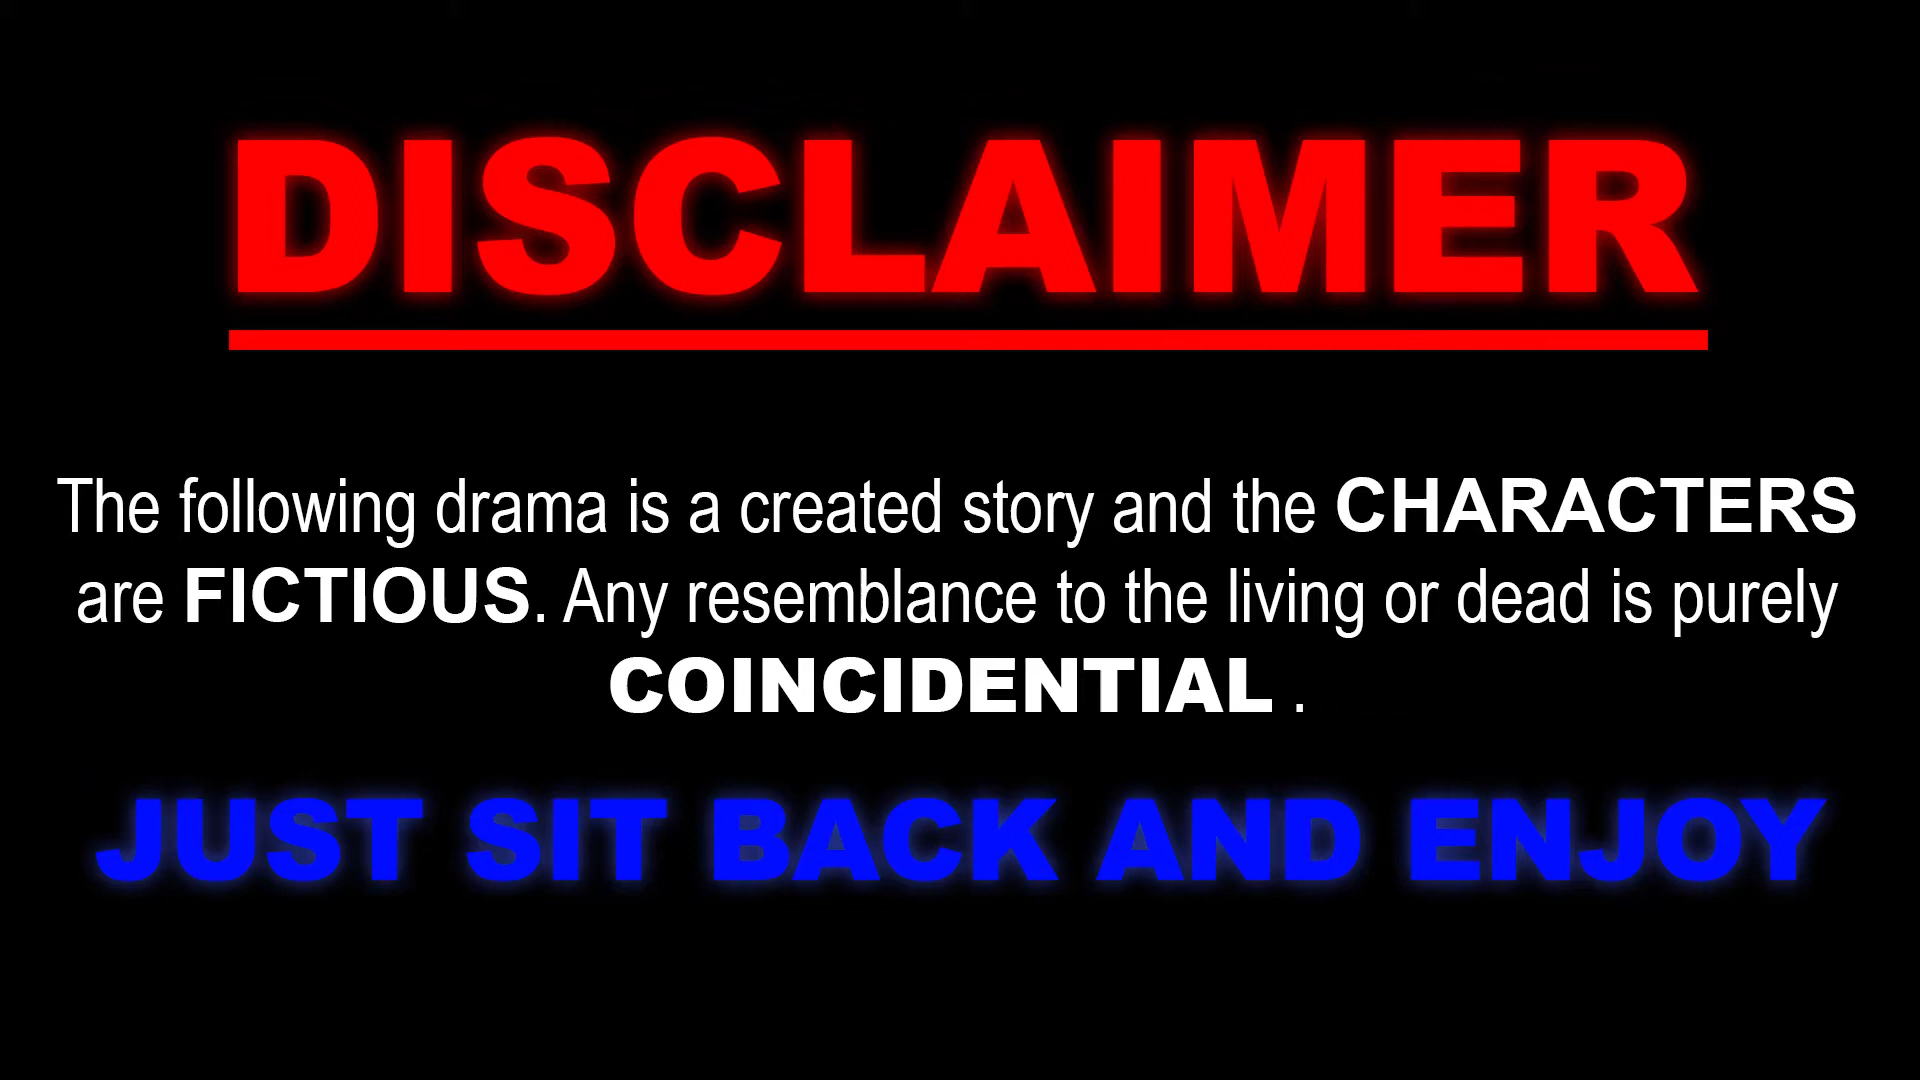 DISCLAIMER
The following drama is a created story and the CHARACTERS
are FICTIOUS. Any resemblance to the living or dead is purely
COINCIDENTIAL .
JUST SIT BACK AND ENJOY